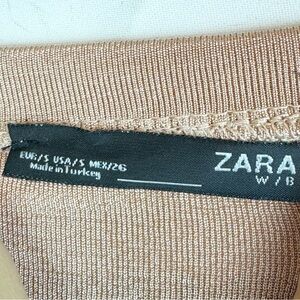 EUR/S USA/S MEX/26
Made in Turkey
ZARA
W/B